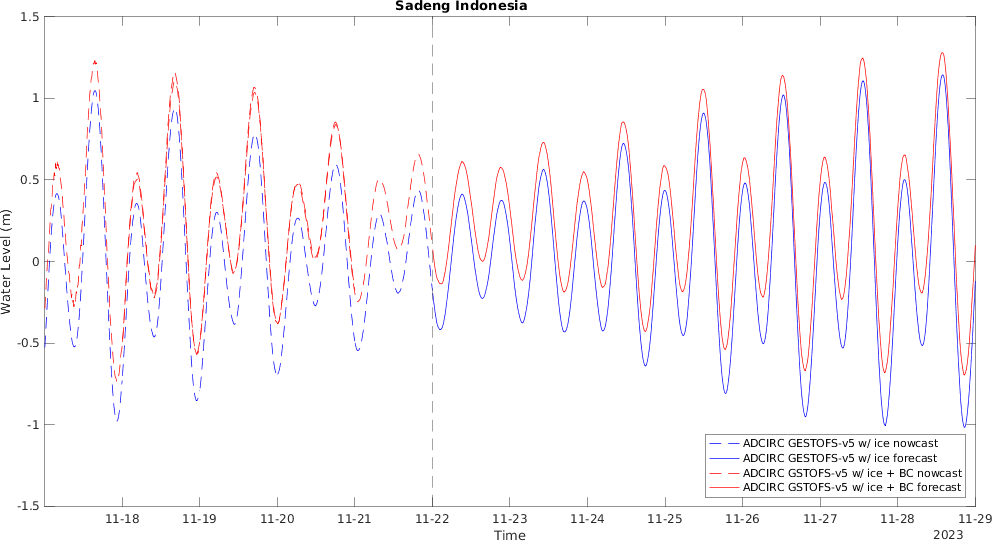 Sadeng Indonesia
1.5
1
0.5
0
-0.5
-1
-1.5
Water Level (m)
ADCIRC GESTOFS-v5 w/ ice nowcast
ADCIRC GESTOFS-v5 w/ ice forecast
ADCIRC GSTOFS-v5 w/ ice + BC nowcast
ADCIRC GSTOFS-v5 w/ ice + BC forecast
11-18 11-19 11-20 11-21 11-22 11-23 11-24 11-25 11-26 11-27 11-28 11-29
Time
2023